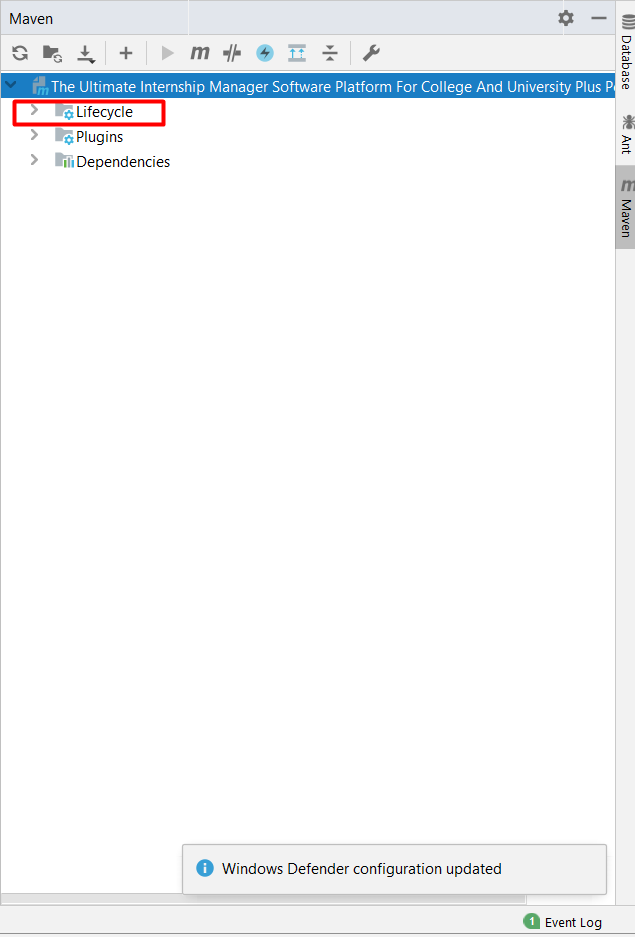 Maven
Database
Ant
Maven
The Ultimate Internship Manager Software Platform For College And University Plus
Lifecycle
Plugins
Dependencies
Windows Defender configuration updated
1 Event Log